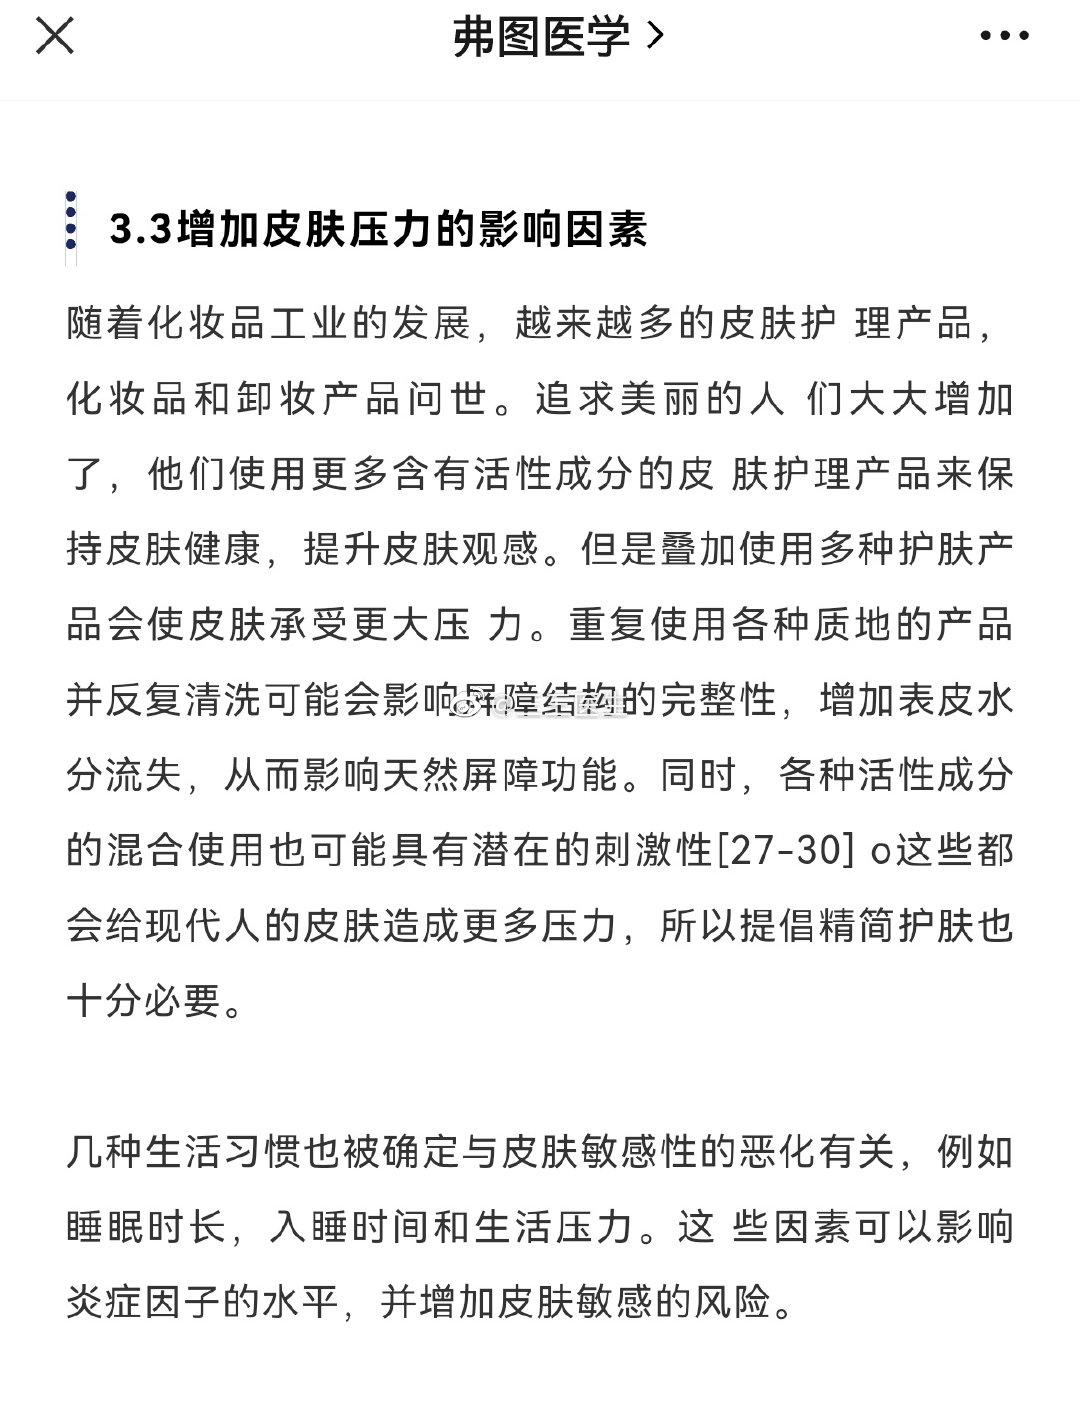 弗图医学
3.3增加皮肤压力的影响因素
随着化妆品工业的发展，越来越多的皮肤护 理产品，
化妆品和卸妆产品问世。追求美丽的人 们大大增加
了，他们使用更多含有活性成分的皮 肤护理产品来保
持皮肤健康，提升皮肤观感。但是叠加使用多种护肤产
品会使皮肤承受更大压 力。重复使用各种质地的产品
并反复清洗可能会影响屏障结构的完整性，增加表皮水
分流失，从而影响天然屏障功能。同时，各种活性成分
的混合使用也可能具有潜在的刺激性[27-30] o这些都
会给现代人的皮肤造成更多压力，所以提倡精简护肤也
十分必要。
几种生活习惯也被确定与皮肤敏感性的恶化有关，例如
睡眠时长，入睡时间和生活压力。这 些因素可以影响
炎症因子的水平，并增加皮肤敏感的风险。